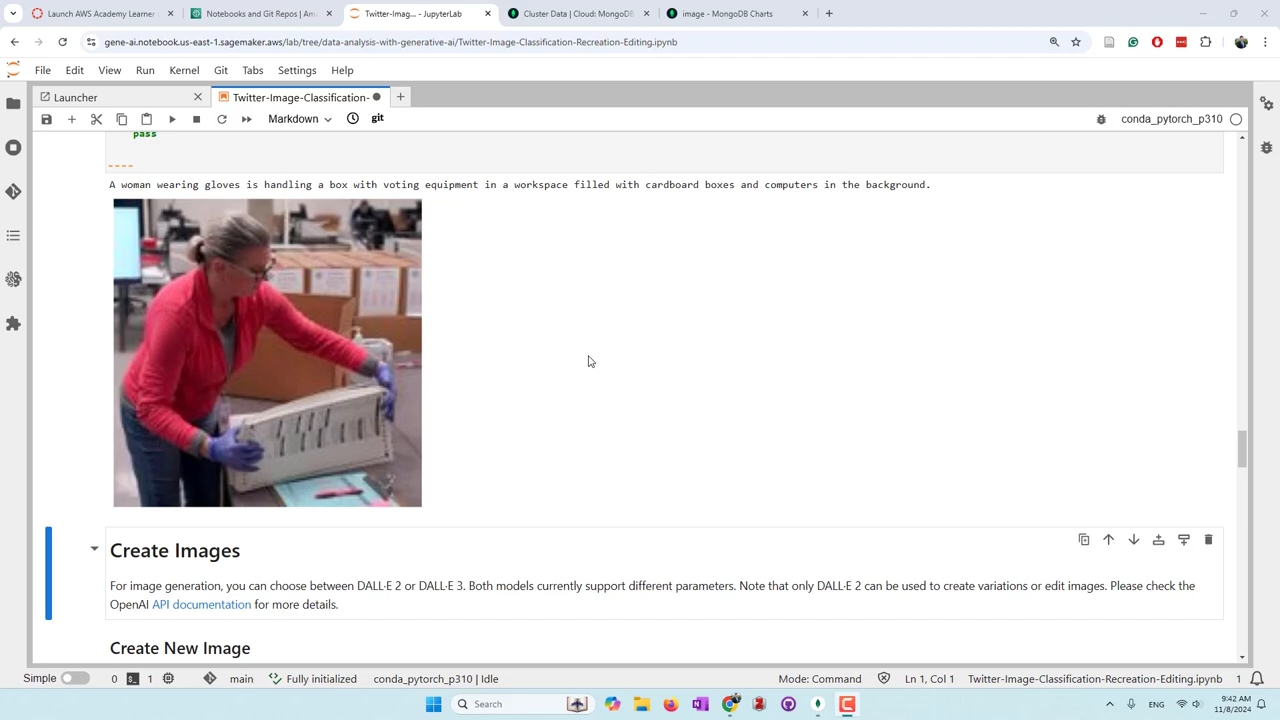 Launch AWS Academy Learner
Notebooks and Git Repos | Am
Twitter-Imag... - JupyterLab
Cluster Data | Cloud: MongoDB
image - MongoDB Charts
gene-ai.notebook.us-east-1.sagemaker.aws/lab/tree/data-analysis-with-generative-ai/Twitter-Image-Classification-Recreation-Editing.ipynb
File Edit View Run Kernel Git Tabs Settings Help
Launcher
Twitter-Image-Classification-
Markdown
git
conda_pytorch_p310
pass
----
A woman wearing gloves is handling a box with voting equipment in a workspace filled with cardboard boxes and computers in the background.
Create Images
For image generation, you can choose between DALL·E 2 or DALL·E 3. Both models currently support different parameters. Note that only DALL·E 2 can be used to create variations or edit images. Please check the
OpenAI API documentation for more details.
Create New Image
Simple 0 1 main Fully initialized conda_pytorch_p310 | Idle Mode: Command Ln 1, Col 1 Twitter-Image-Classification-Recreation-Editing.ipynb 1
Search
ENG
9:42 AM
11/8/2024